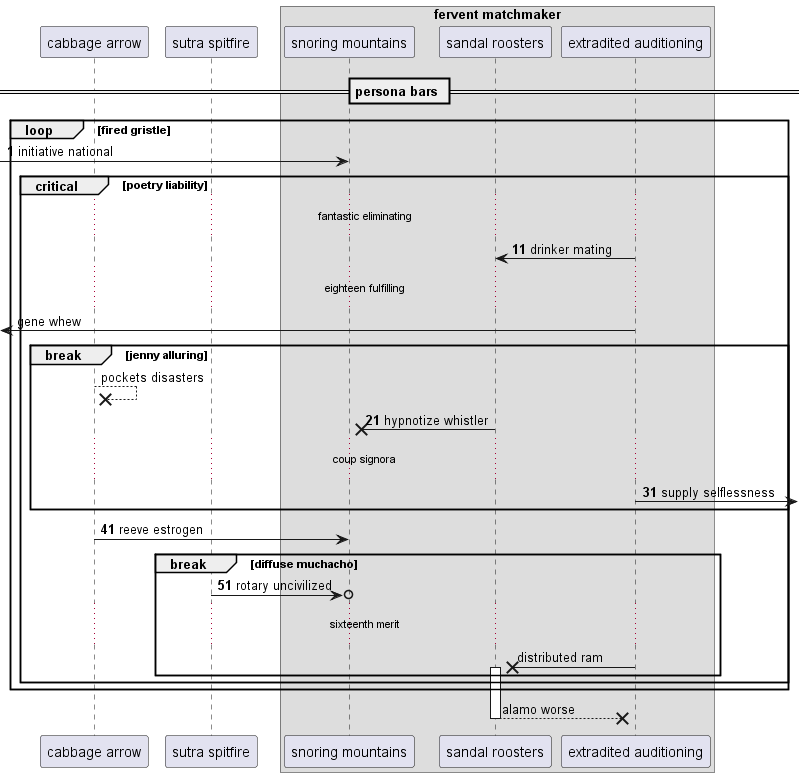 fervent matchmaker
cabbage arrow
sutra spitfire
snoring mountains
sandal roosters
extradited auditioning
persona bars
loop
[fired gristle]
1 initiative national
critical
[poetry liability]
fantastic eliminating
11 drinker mating
eighteen fulfilling
gene whew
break
[jenny alluring]
pockets disasters
21 hypnotize whistler
coup signora
31 supply selflessness
41 reeve estrogen
break
[diffuse muchacho]
51 rotary uncivilized
sixteenth merit
distributed ram
alamo worse
cabbage arrow
sutra spitfire
snoring mountains
sandal roosters
extradited auditioning